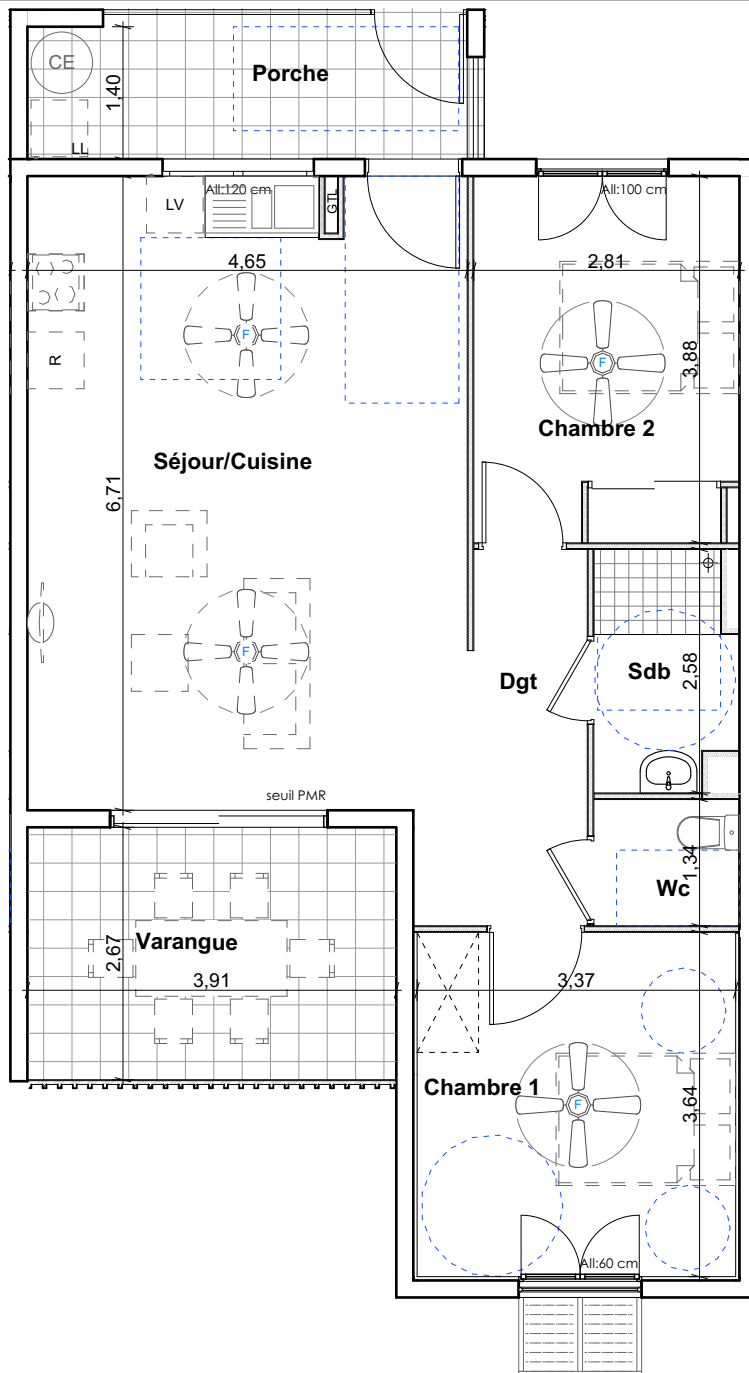 CE
Porche
1,40
LL
All:120 cm
LV
GTL
All:100 cm
4,65
2,81
F
F
R
3,88
Chambre 2
Séjour/Cuisine
6,71
F
Dgt
Sdb
2,58
seuil PMR
1,34
Wc
Varangue
2,67
3,91
3,37
Chambre 1
F
3,64
All:60 cm